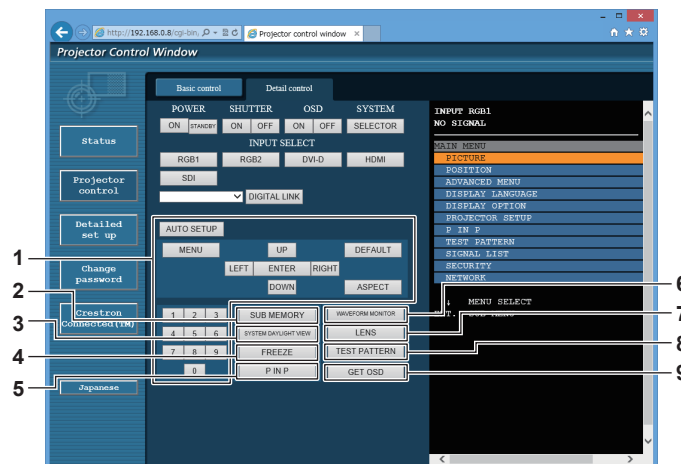 http://192.168.0.8/cgi-bin, Projector control window ×
Projector Control Window
Basic control Detail control
POWER SHUTTER OSD SYSTEM
ON STANDBY ON OFF ON OFF SELECTOR
INPUT SELECT
RGB1 RGB2 DVI-D HDMI
SDI
DIGITAL LINK
AUTO SETUP
MENU UP DEFAULT
LEFT ENTER RIGHT
DOWN ASPECT
1 2 3 SUB MEMORY WAVEFORM MONITOR
4 5 6 SYSTEM DAYLIGHT VIEW LENS
7 8 9 FREEZE TEST PATTERN
0 P IN P GET OSD
Status
Projector
control
Detailed
set up
Change
password
Crestron
Connected(TM)
Japanese
INPUT RGB1
NO SIGNAL
MAIN MENU
PICTURE
POSITION
ADVANCED MENU
DISPLAY LANGUAGE
DISPLAY OPTION
PROJECTOR SETUP
P IN P
TEST PATTERN
SIGNAL LIST
SECURITY
NETWORK
MENU SELECT
1
2
3
4
5
6
7
8
9